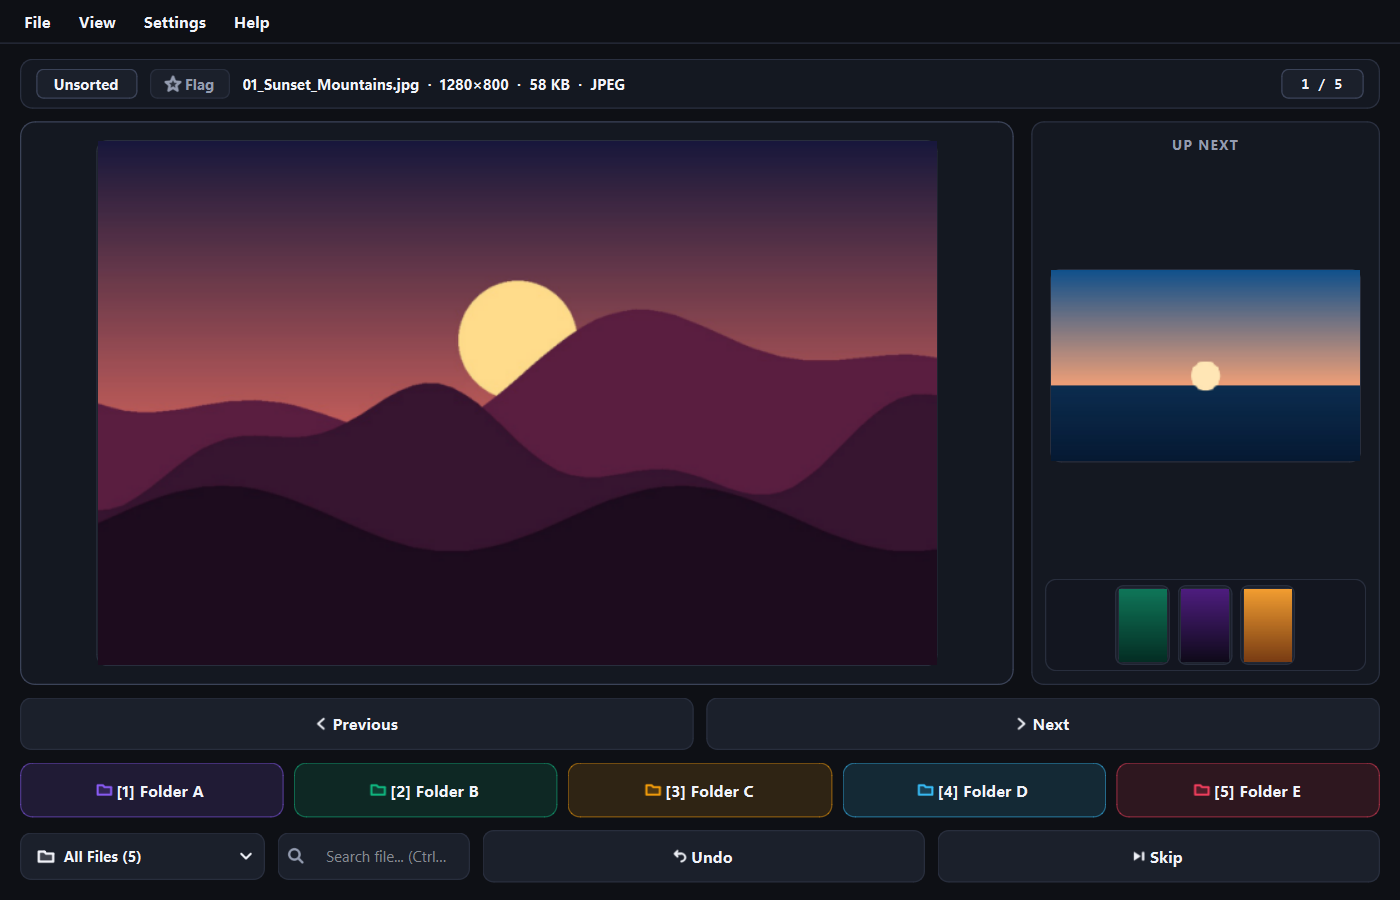 File View Settings Help
Unsorted Flag 01_Sunset_Mountains.jpg · 1280×800 · 58 KB · JPEG 1 / 5
UP NEXT
Previous Next
[1] Folder A [2] Folder B [3] Folder C [4] Folder D [5] Folder E
All Files (5) Search file... (Ctrl... Undo Skip